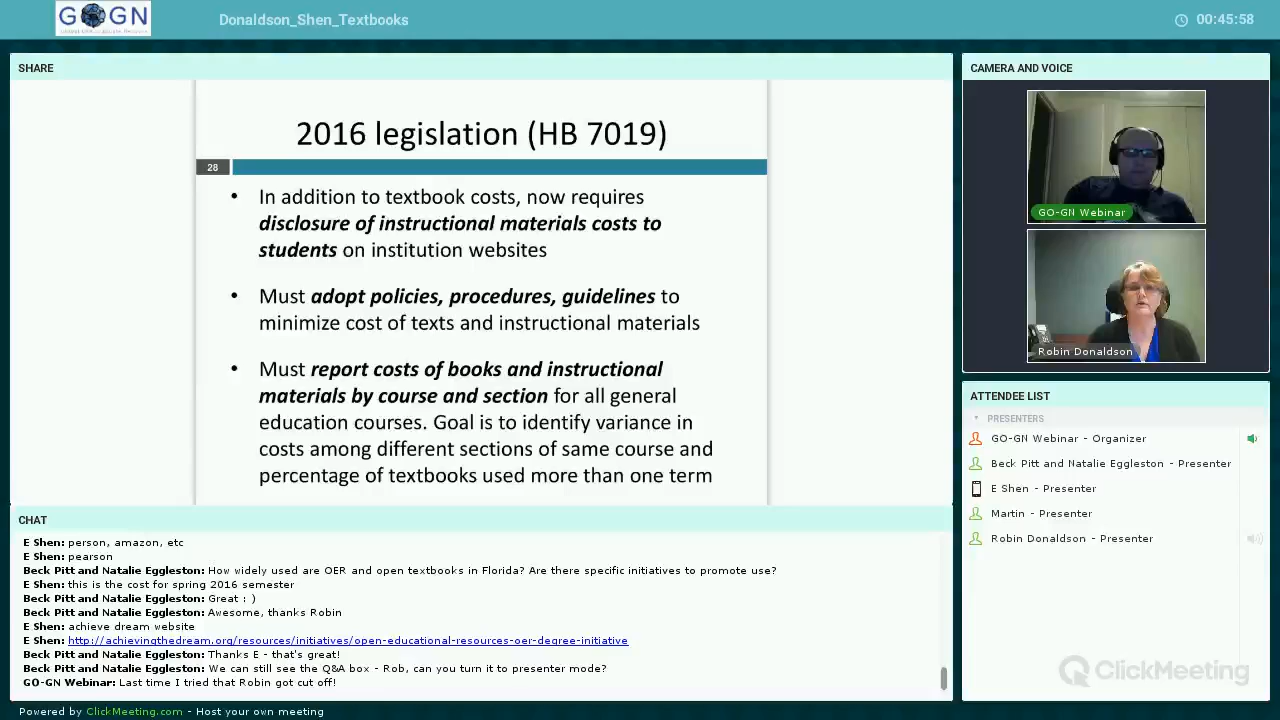 GO-GN
Donaldson_Shen_Textbooks
00:45:58
SHARE
2016 legislation (HB 7019)
28
• In addition to textbook costs, now requires
disclosure of instructional materials costs to
students on institution websites
• Must adopt policies, procedures, guidelines to
minimize cost of texts and instructional materials
• Must report costs of books and instructional
materials by course and section for all general
education courses. Goal is to identify variance in
costs among different sections of same course and
percentage of textbooks used more than one term
CHAT
E Shen: person, amazon, etc
E Shen: pearson
Beck Pitt and Natalie Eggleston: How widely used are OER and open textbooks in Florida? Are there specific initiatives to promote use?
E Shen: this is the cost for spring 2016 semester
Beck Pitt and Natalie Eggleston: Great : )
Beck Pitt and Natalie Eggleston: Awesome, thanks Robin
E Shen: achieve dream website
E Shen: http://achievingthedream.org/resources/initiatives/open-educational-resources-oer-degree-initiative
Beck Pitt and Natalie Eggleston: Thanks E - that's great!
Beck Pitt and Natalie Eggleston: We can still see the Q&A box - Rob, can you turn it to presenter mode?
GO-GN Webinar: Last time I tried that Robin got cut off!
CAMERA AND VOICE
GO-GN Webinar
Robin Donaldson
ATTENDEE LIST
PRESENTERS
GO-GN Webinar - Organizer
Beck Pitt and Natalie Eggleston - Presenter
E Shen - Presenter
Martin - Presenter
Robin Donaldson - Presenter
ClickMeeting
Powered by ClickMeeting.com - Host your own meeting